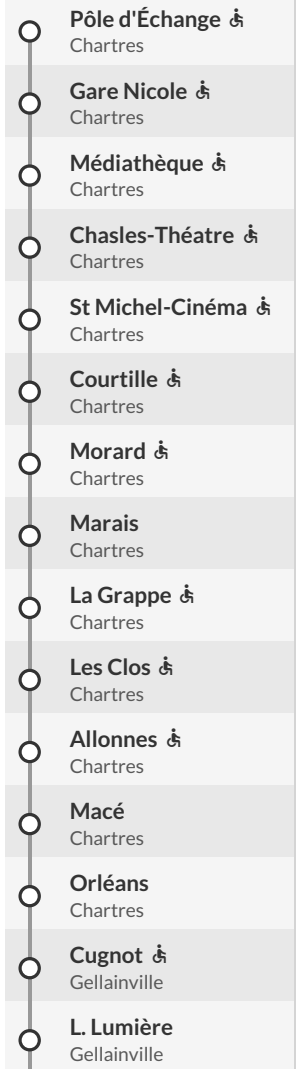 Pôle d'Échange
Chartres
Gare Nicole
Chartres
Médiathèque
Chartres
Chasles-Théatre
Chartres
St Michel-Cinéma
Chartres
Courtille
Chartres
Morard
Chartres
Marais
Chartres
La Grappe
Chartres
Les Clos
Chartres
Allonnes
Chartres
Macé
Chartres
Orléans
Chartres
Cugnot
Gellainville
L. Lumière
Gellainville